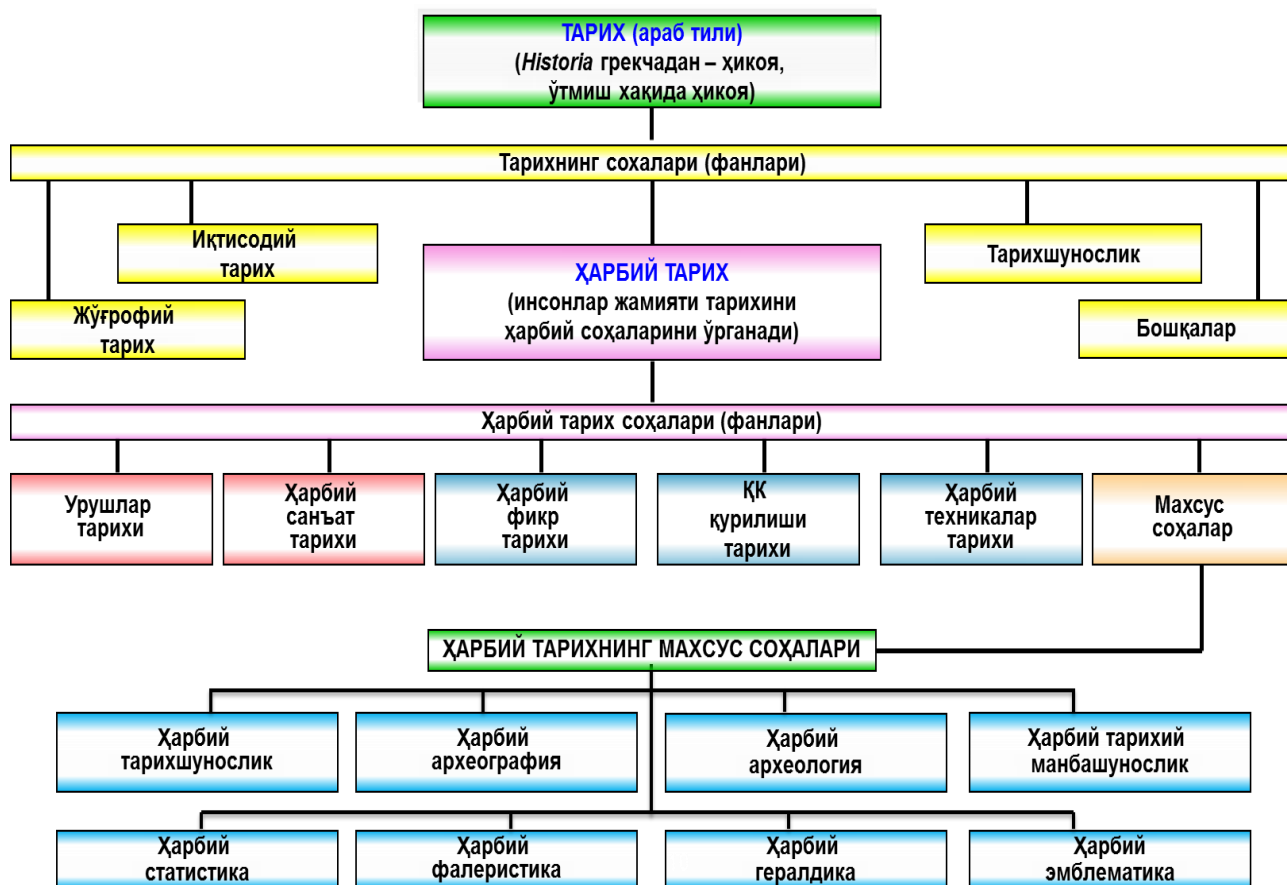 ТАРИХ (араб тили)
(Historia грекчадан – ҳикоя,
ўтмиш хақида ҳикоя)
Тарихнинг сохалари (фанлари)
Иқтисодий
тарих
Тарихшунослик
ҲАРБИЙ ТАРИХ
(инсонлар жамияти тарихини
ҳарбий соҳаларини ўрганади)
Жўғрофий
тарих
Бошқалар
Ҳарбий тарих соҳалари (фанлари)
Урушлар
тарихи
Ҳарбий
санъат
тарихи
Ҳарбий
фикр
тарихи
ҚК
қурилиши
тарихи
Ҳарбий
техникалар
тарихи
Махсус
соҳалар
ҲАРБИЙ ТАРИХНИНГ МАХСУС СОҲАЛАРИ
Ҳарбий
тарихшунослик
Ҳарбий
археография
Ҳарбий
археология
Ҳарбий тарихий
манбашунослик
Ҳарбий
статистика
Ҳарбий
фалеристика
Ҳарбий
гералдика
Ҳарбий
эмблематика